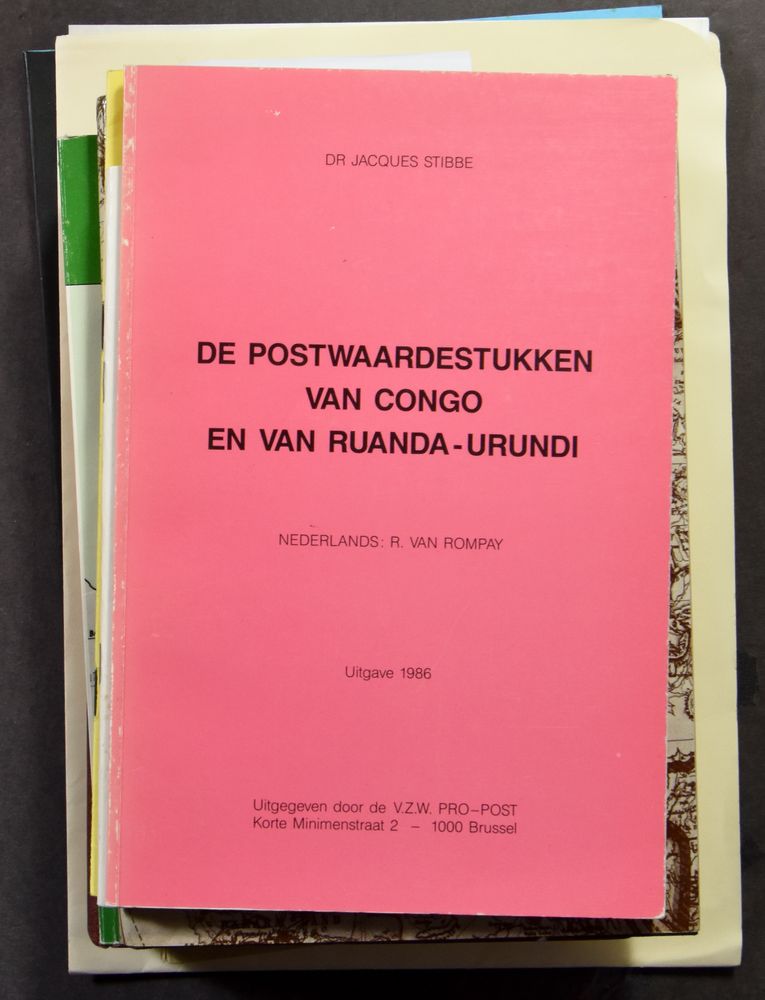 DR JACQUES STIBBE
DE POSTWAARDESTUKKEN
VAN CONGO
EN VAN RUANDA-URUNDI
NEDERLANDS: R. VAN ROMPAY
Uitgave 1986
Uitgegeven door de V.Z.W. PRO-POST
Korte Minimenstraat 2 - 1000 Brussel